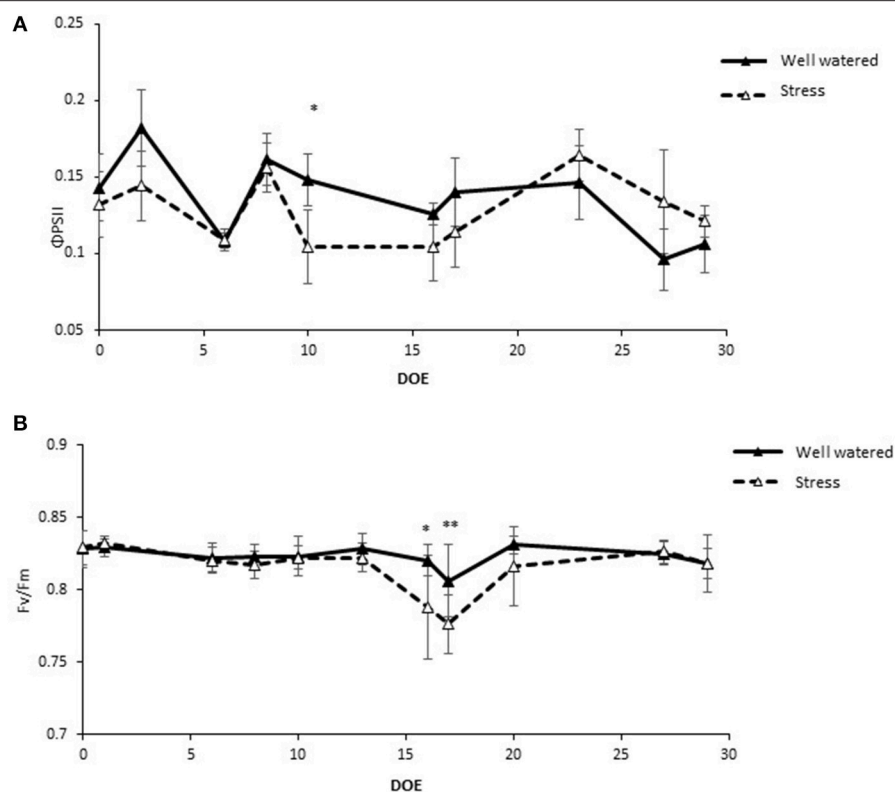 A
0.25
0.2
0.15
0.1
0.05
ΦPSII
*
Well watered
Stress
0 5 10 15 20 25 30
DOE
B
0.9
0.85
0.8
0.75
0.7
Fv/Fm
* **
Well watered
Stress
0 5 10 15 20 25 30
DOE